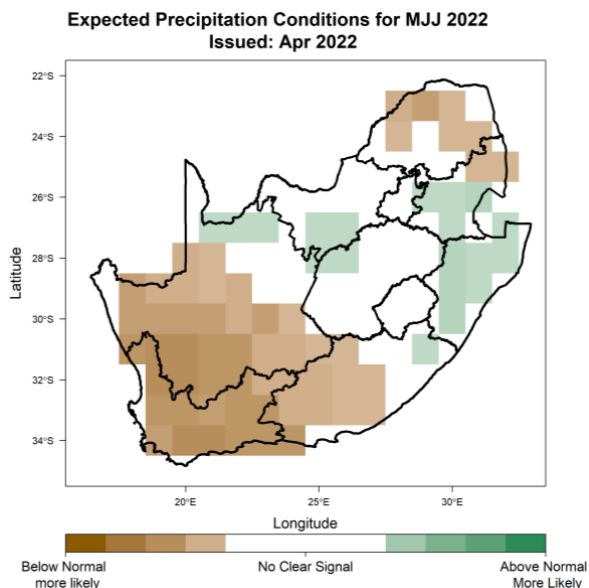 Expected Precipitation Conditions for MJJ 2022
Issued: Apr 2022
22°S
24°S
26°S
28°S
30°S
32°S
34°S
Latitude
20°E
25°E
30°E
Longitude
Below Normal
more likely
No Clear Signal
Above Normal
More Likely